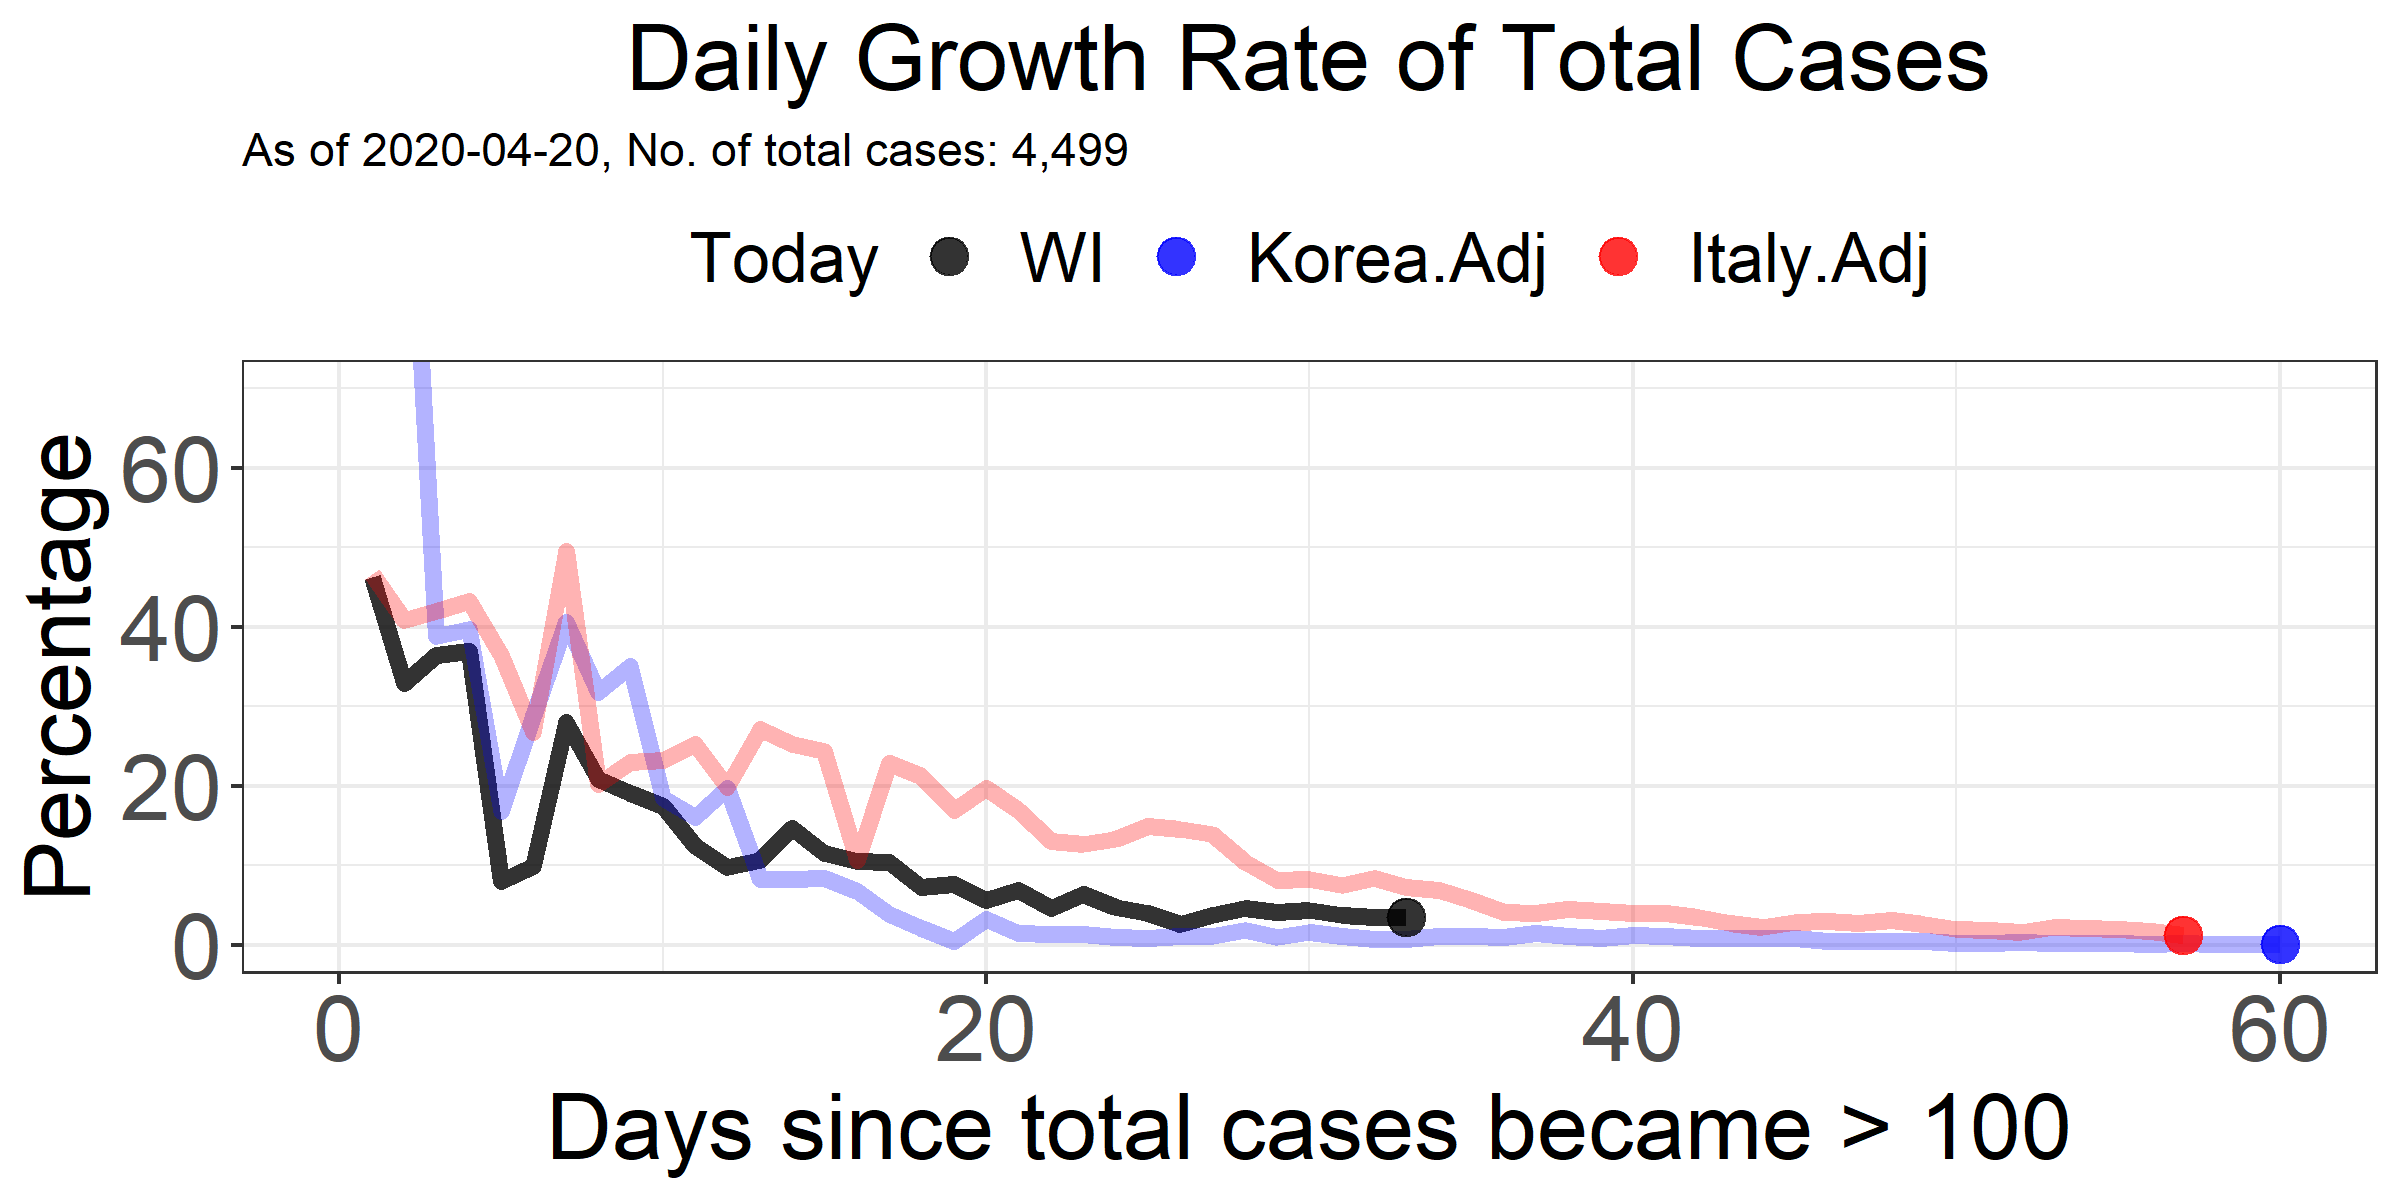 Daily Growth Rate of Total Cases
As of 2020-04-20, No. of total cases: 4,499
Today WI Korea.Adj Italy.Adj
Percentage
60
40
20
0
0 20 40 60
Days since total cases became > 100